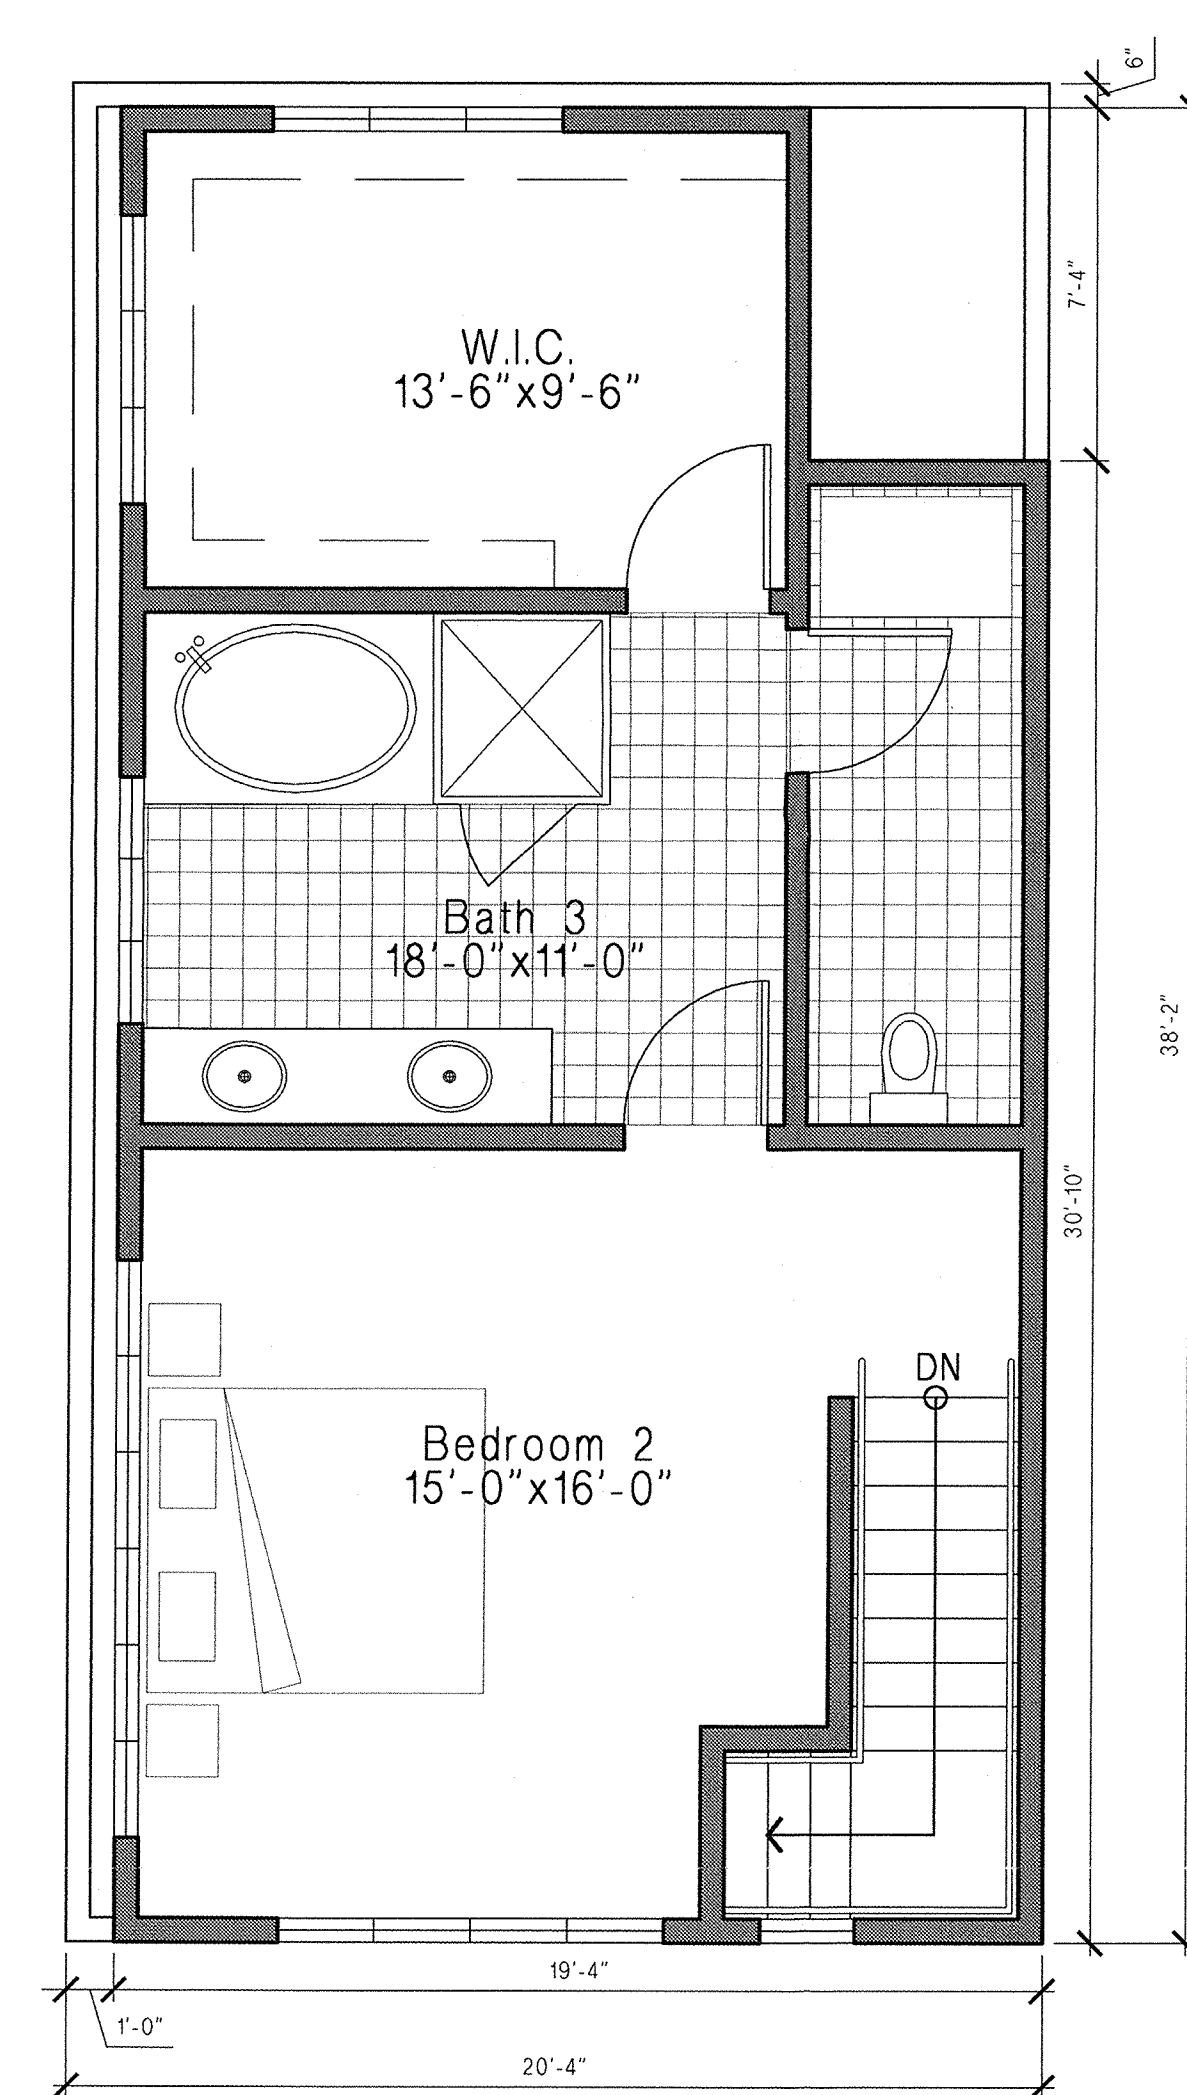 6"
7'-4"
W.I.C.
13'-6"x9'-6"
Bath 3
18'-0"x11'-0"
38'-2"
30'-10"
DN
Bedroom 2
15'-0"x16'-0"
19'-4"
1'-0"
20'-4"